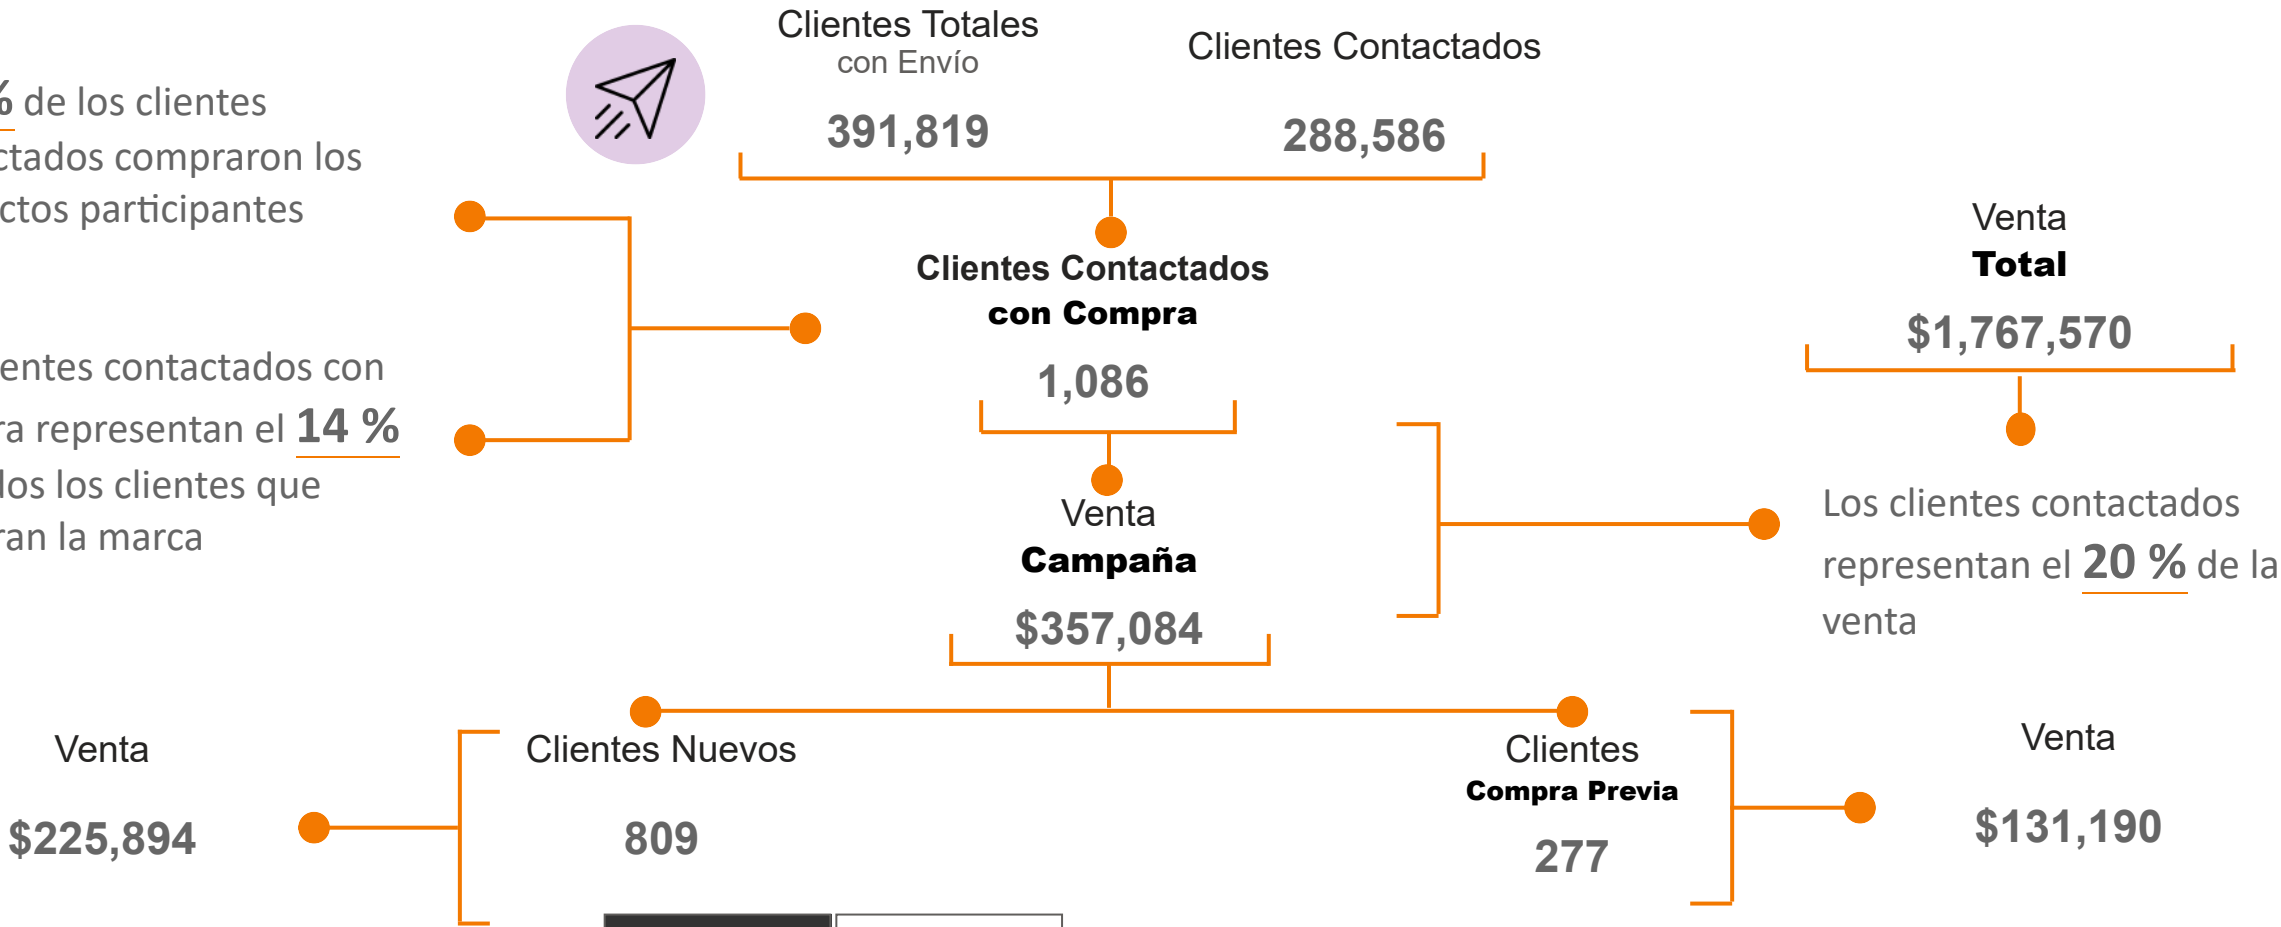 Clientes Totales
con Envío
391,819
Clientes Contactados
288,586
% de los clientes
ctados compraron los
ctos participantes
Clientes Contactados
con Compra
1,086
Venta
Total
$1,767,570
entes contactados con
ra representan el 14 %
los los clientes que
ran la marca
Venta
Campaña
$357,084
Los clientes contactados
representan el 20 % de la
venta
Venta
$225,894
Clientes Nuevos
809
Clientes
Compra Previa
277
Venta
$131,190